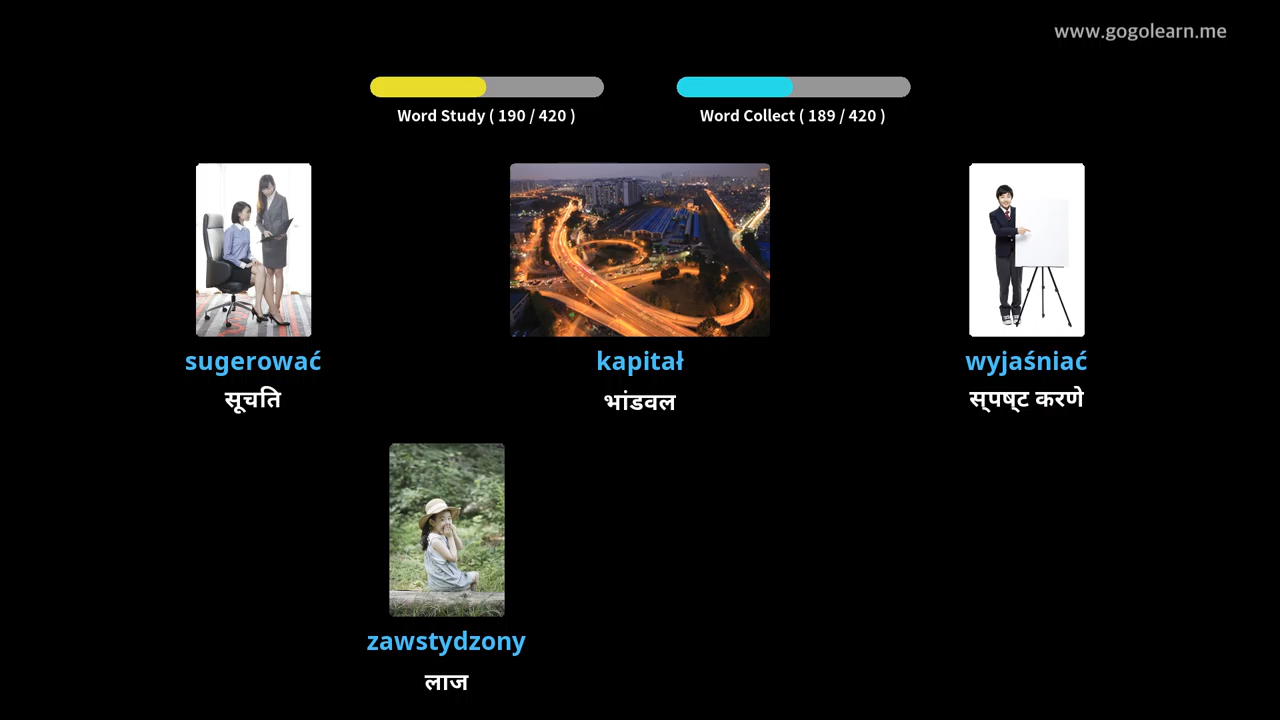 www.gogolearn.me
Word Study ( 190 / 420 )
Word Collect ( 189 / 420 )
sugerować
kapitał
wyjaśniać
सूचति
भांडवल
स्पष्ट करणे
zawstydzony
लाज